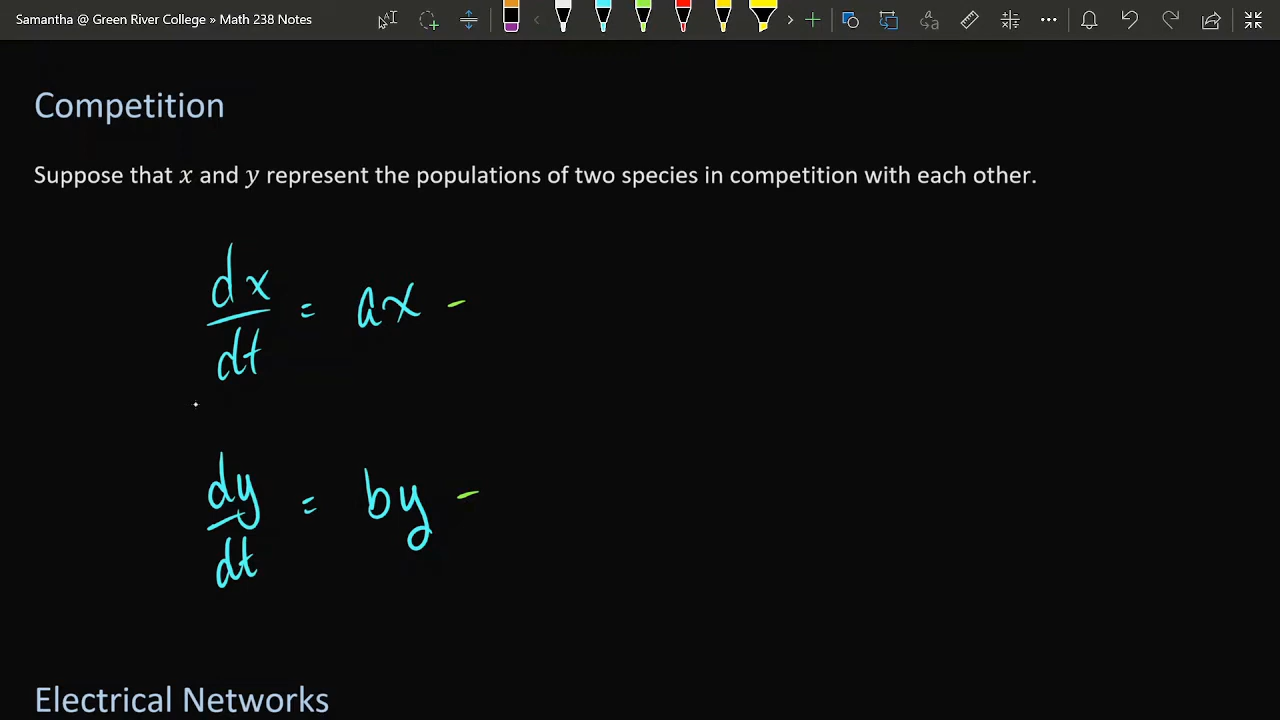 Samantha @ Green River College » Math 238 Notes
Competition
Suppose that x and y represent the populations of two species in competition with each other.
dx/dt = ax -
dy/dt = by -
Electrical Networks